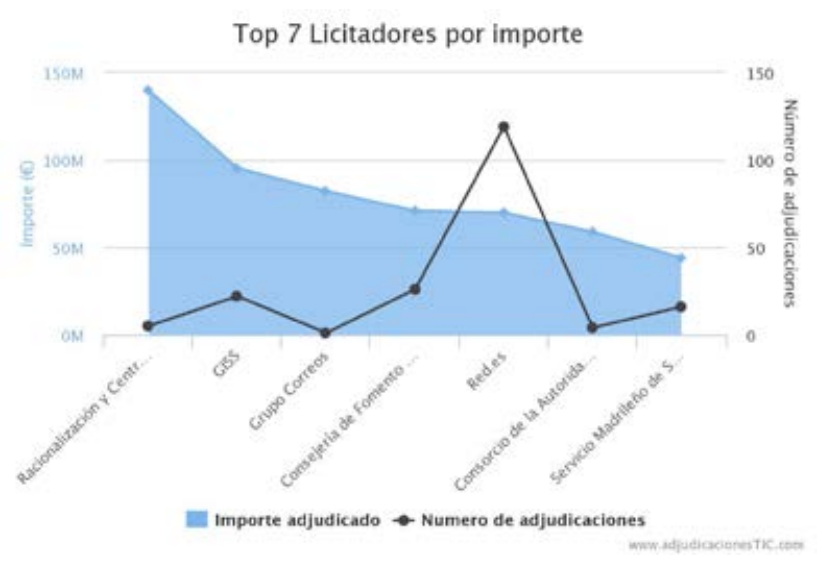 Top 7 Licitadores por importe
150M
100M
50M
0M
Importe (€)
150
100
50
0
Número de adjudicaciones
Racionalización y Centr...
GISS
Grupo Correos
Consejería de Fomento ...
Red.es
Consorcio de la Autorida...
Servicio Madrileño de S...
Importe adjudicado
Numero de adjudicaciones
www.adjudicacionesTIC.com